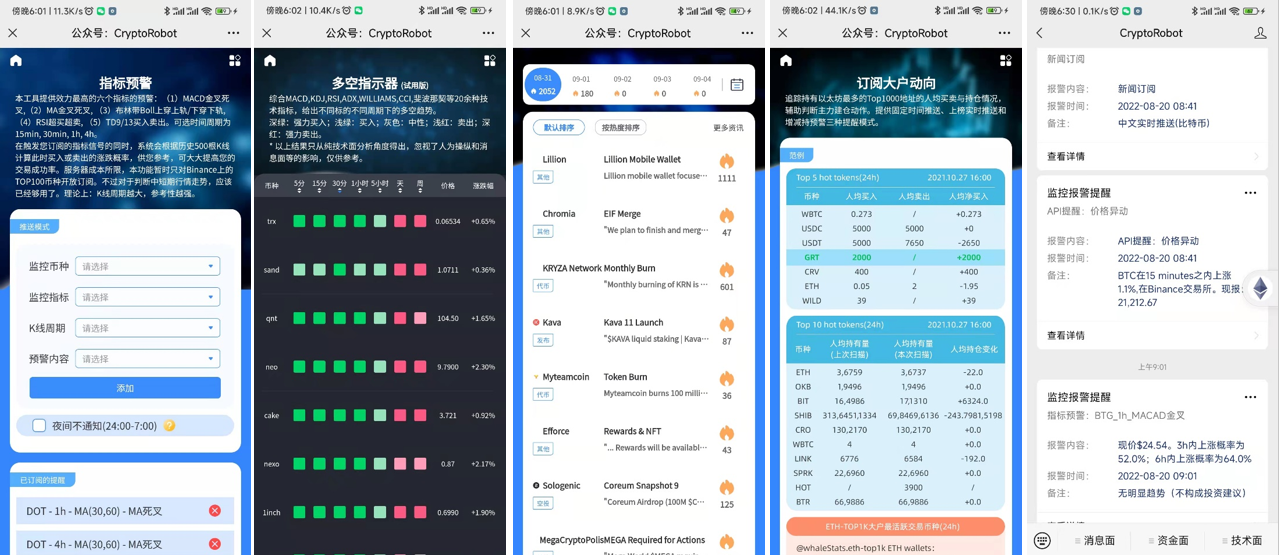 傍晚6:01 | 11.3K/s
公众号：CryptoRobot
指标预警
本工具提供效力最高的六个指标的预警：（1）MACD金叉死
叉，（2）MA金叉死叉，（3）布林带Boll上穿上轨/下穿下轨，
（4）RSI超买超卖，（5）TD9/13买入卖出。可选时间周期为
15min, 30min, 1h, 4h。
在触发您订阅的指标信号的同时，系统会根据历史500根K线
计算此时买入或卖出的涨跌概率，供您参考，可大大提高您的
交易成功率。服务器成本所限，本功能暂时只对Binance上的
TOP100币种开放订阅。不过对于判断中短期行情走势，应该
已经够用了。理论上：K线周期越大，参考性越强。
推送模式
监控币种 请选择
监控指标 请选择
K线周期 请选择
预警内容 请选择
添加
夜间不通知(24:00-7:00) ?
已订阅的提醒
DOT - 1h - MA(30,60) - MA死叉
DOT - 4h - MA(30,60) - MA死叉
傍晚6:02 | 10.4K/s
公众号：CryptoRobot
多空指示器 (试用版)
综合MACD,KDJ,RSI,ADX,WILLIAMS,CCI,斐波那契等20余种技
术指标，给出不同标的不同周期下的多空趋势。
深绿：强力买入；浅绿：买入；灰色：中性；浅红：卖出；深
红：强力卖出。
* 以上结果只从纯技术面分析角度得出，忽略了人为操纵和消
息面等的影响，仅供参考。
币种 5分 15分 30分 1小时 5小时 天 周 价格 涨跌幅
trx 0.06534 +0.65%
sand 1.0711 +0.36%
qnt 104.50 +1.65%
neo 9.7900 +2.30%
cake 3.721 +0.92%
nexo 0.87 +2.17%
1inch 0.6990 +1.90%
傍晚6:01 | 8.9K/s
公众号：CryptoRobot
08-31 09-01 09-02 09-03 09-04
2052 180 0 0 0
默认排序 按热度排序 更多资讯
Lillion Lillion Mobile Wallet
其他 Lillion mobile wallet focuse··· 1111
Chromia EIF Merge
其他 "We plan to finish and merg··· 47
KRYZA Network Monthly Burn
代币 "Monthly burning of KRN is ··· 601
Kava Kava 11 Launch
发布 "$KAVA liquid staking | Kava··· 87
Myteamcoin Token Burn
代币 Myteamcoin burns 100 milli··· 36
Efforce Rewards & NFT
其他 "... Rewards will be availabl··· 43
Sologenic Coreum Snapshot 9
空投 "Coreum Airdrop (100M $C··· 125
MegaCryptoPolisMEGA Required for Actions
傍晚6:02 | 44.1K/s
公众号：CryptoRobot
订阅大户动向
追踪持有以太坊最多的Top1000地址的人均买卖与持仓情况，
辅助判断主力建仓动作。提供固定时间推送、上榜实时推送和
增减持预警三种提醒模式。
范例
Top 5 hot tokens(24h) 2021.10.27 16:00
币种 人均买入 人均卖出 人均净买入
WBTC 0.273 / +0.273
USDC 5000 5000 +0
USDT 5000 7650 -2650
GRT 2000 / +2000
CRV 400 / +400
ETH 0.05 2 -1.95
WILD 39 / +39
Top 10 hot tokens(24h) 2021.10.27 16:00
币种 人均持有量 人均持有量 人均持仓变化
(上次扫描) (本次扫描)
ETH 3,6759 3,6737 -22.0
OKB 1,9496 1,9496 +0.0
BIT 16,4986 17,1310 +6324.0
SHIB 313,6451,1334 69,8469,6136 -243,7981,5198
CRO 130,2170 130,2170 +0.0
WBTC 4 4 +0.0
LINK 6776 6584 -192.0
SPRK 22,6960 22,6960 +0.0
HOT / 3900 /
BTR 66,9886 66,9886 +0.0
ETH-TOP1K大户最活跃交易币种(24h)
@whaleStats.eth-top1K ETH wallets:
傍晚6:30 | 0.1K/s
CryptoRobot
新闻订阅
报警内容： 新闻订阅
报警时间： 2022-08-20 08:41
备注： 中文实时推送(比特币)
查看详情
监控报警提醒
API提醒：价格异动
报警内容： API提醒：价格异动
报警时间： 2022-08-20 08:41
备注： BTC在15 minutes之内上涨
1.1%,在Binance交易所。现报:
21,212.67
查看详情
上午9:01
监控报警提醒
指标预警：BTG_1h_MACAD金叉
报警内容： 现价$24.54。3h内上涨概率为
52.0%；6h内上涨概率为64.0%
报警时间： 2022-08-20 09:01
备注： 无明显趋势（不构成投资建议）
消息面 资金面 技术面